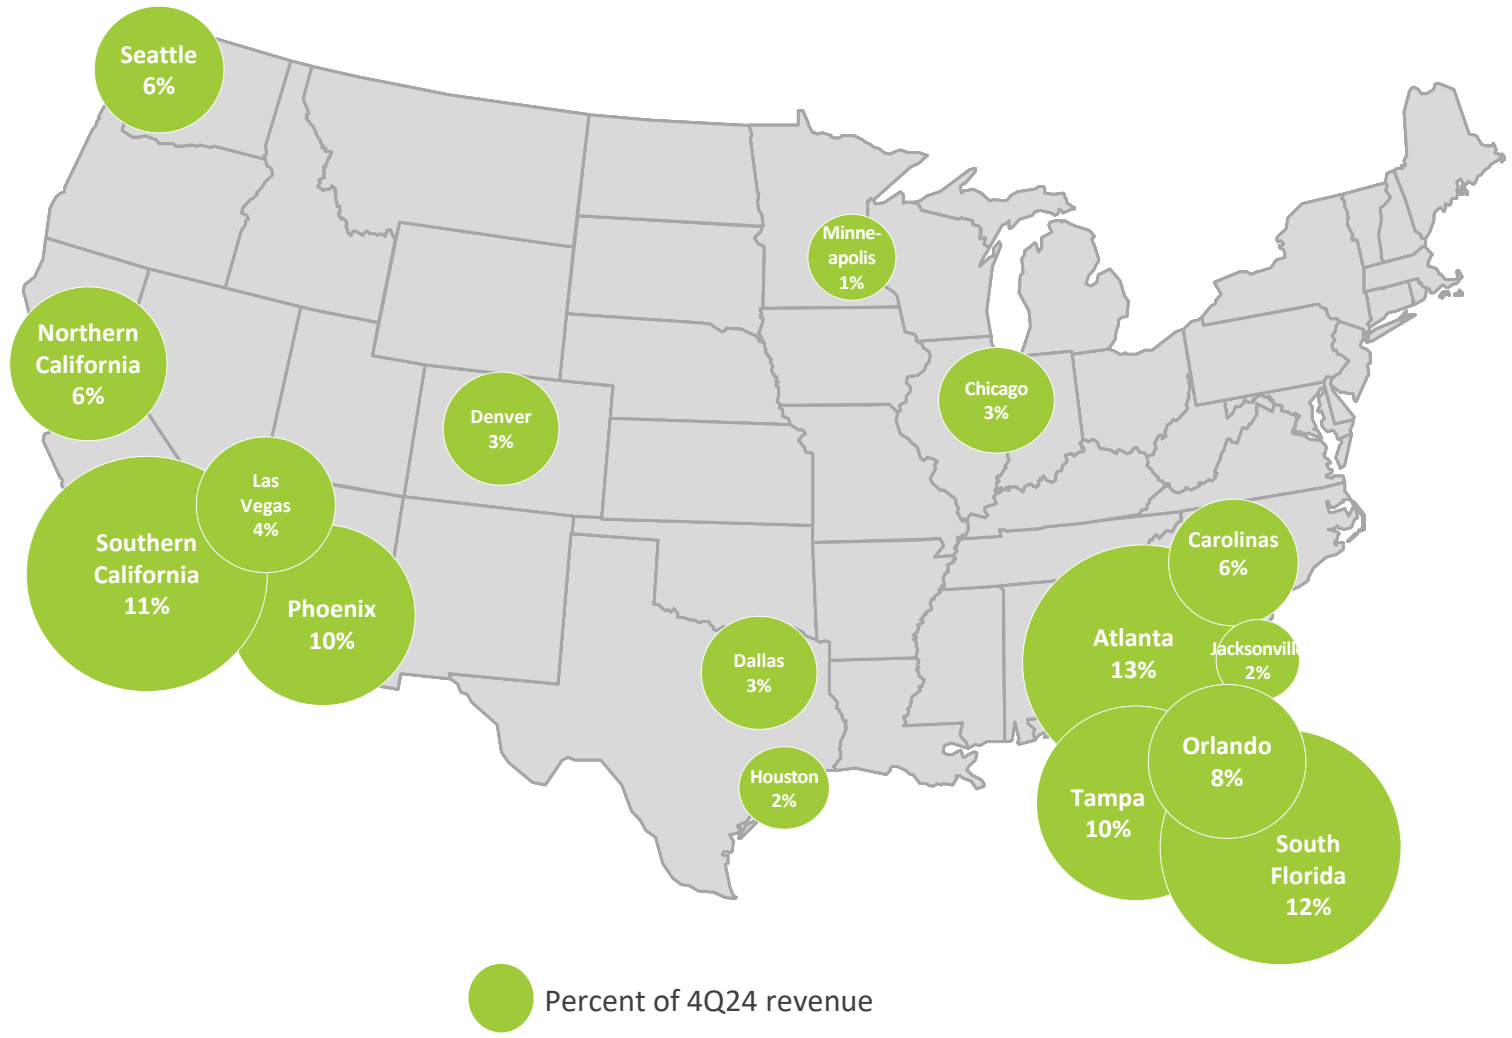 Seattle
6%
Minne-
apolis
1%
Northern
California
6%
Chicago
3%
Denver
3%
Las
Vegas
4%
Southern
California
11%
Phoenix
10%
Carolinas
6%
Atlanta
13%
Jacksonville
2%
Dallas
3%
Houston
2%
Orlando
8%
Tampa
10%
South
Florida
12%
Percent of 4Q24 revenue